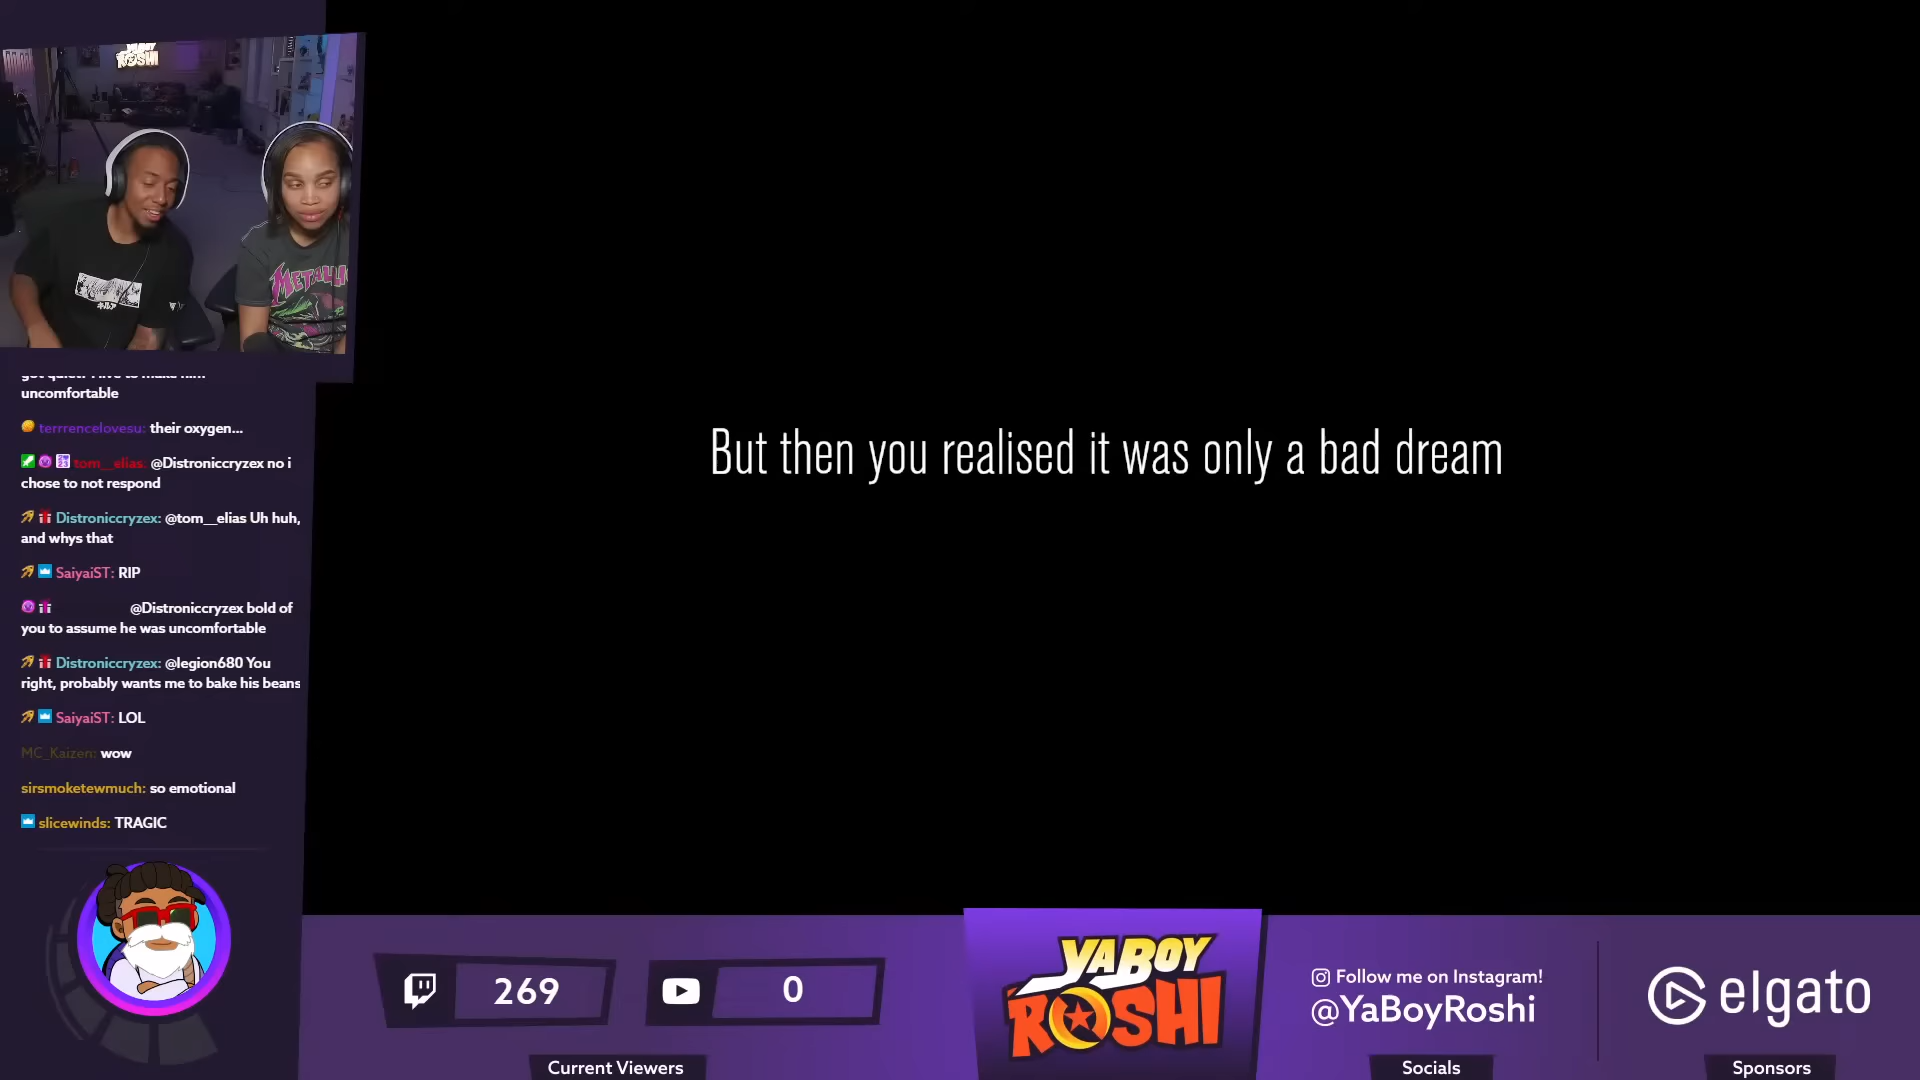 YABOY
ROSHI
METALLIC
uncomfortable
terrrencelovesu: their oxygen...
tom__elias: @Distroniccryzex no i
chose to not respond
Distroniccryzex: @tom__elias Uh huh,
and whys that
SaiyaiST: RIP
@Distroniccryzex bold of
you to assume he was uncomfortable
Distroniccryzex: @legion680 You
right, probably wants me to bake his beans
SaiyaiST: LOL
MC_Kaizen: wow
sirsmoketewmuch: so emotional
slicewinds: TRAGIC
But then you realised it was only a bad dream
269
0
Current Viewers
YABOY
ROSHI
Follow me on Instagram!
@YaBoyRoshi
Socials
elgato
Sponsors